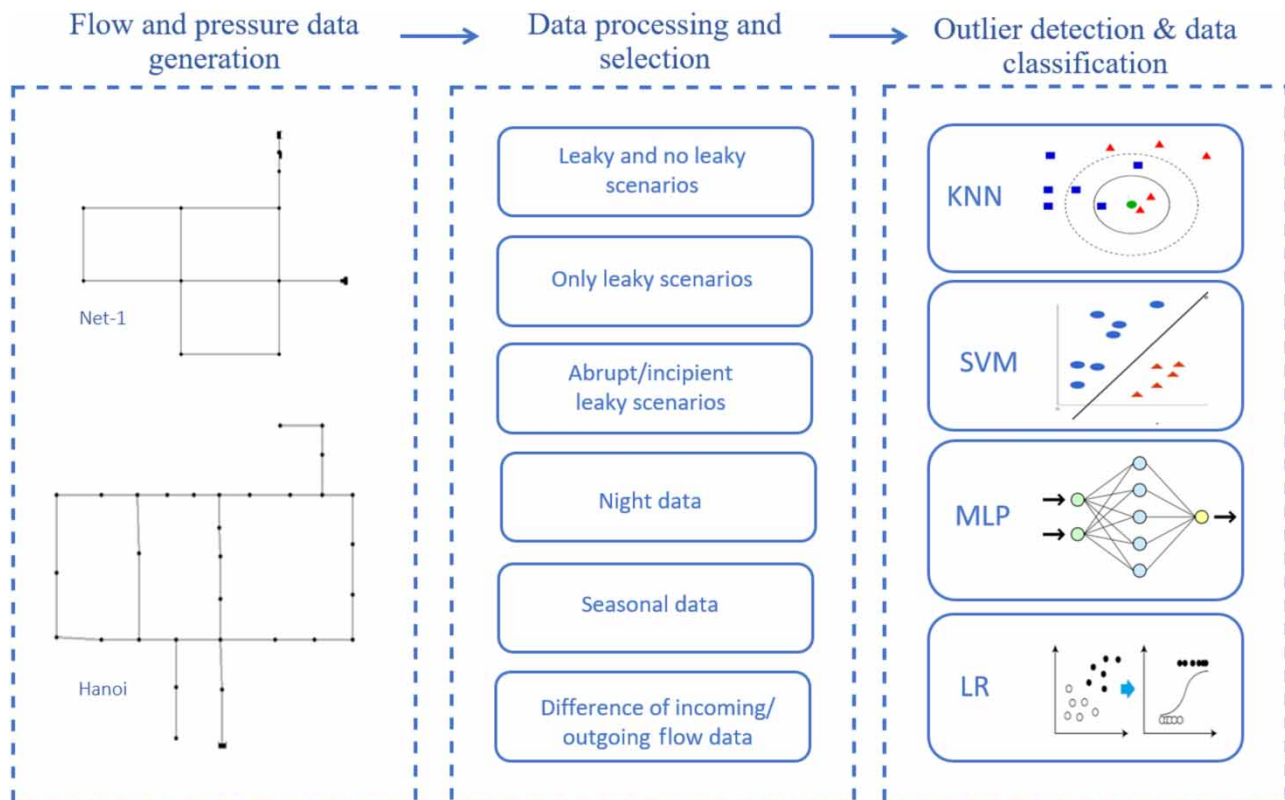 Flow and pressure data
generation
Data processing and
selection
Outlier detection & data
classification
Net-1
Hanoi
Leaky and no leaky
scenarios
Only leaky scenarios
Abrupt/incipient
leaky scenarios
Night data
Seasonal data
Difference of incoming/
outgoing flow data
KNN
SVM
MLP
LR